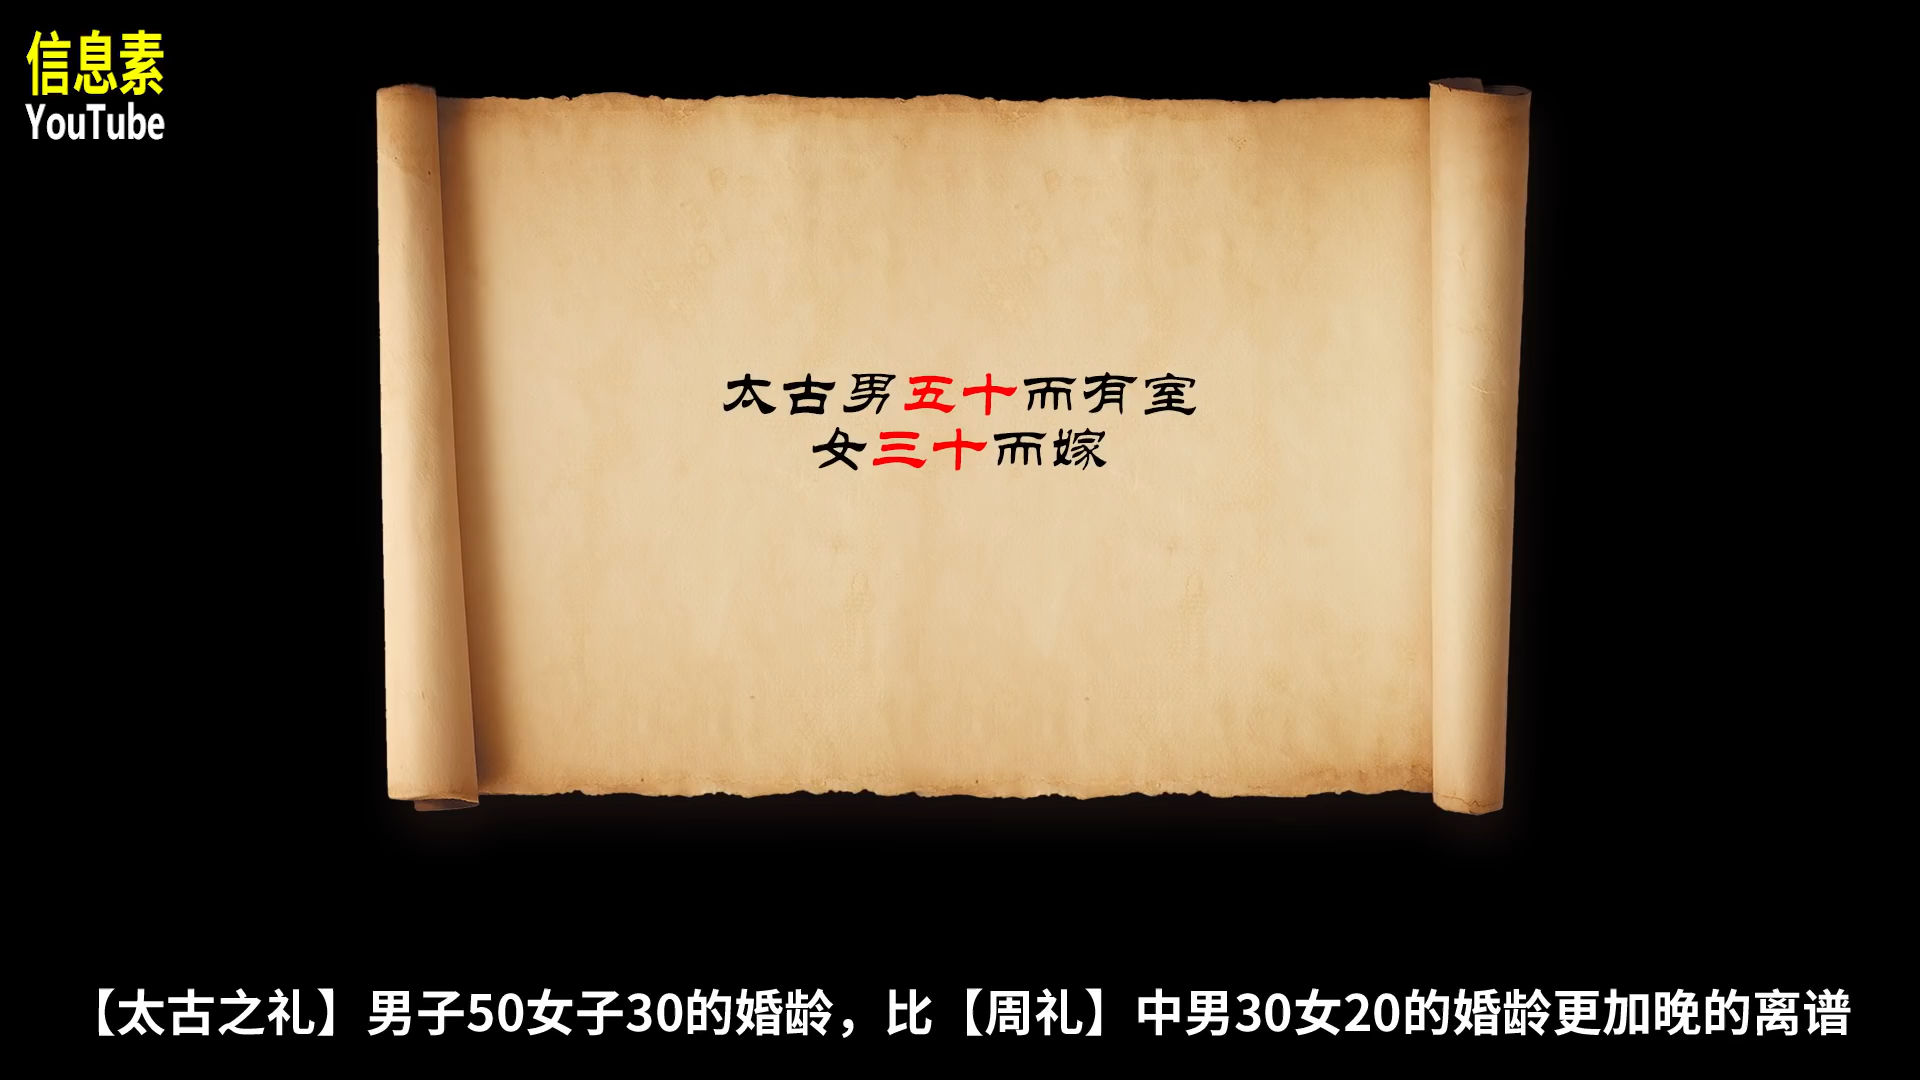 信息素
YouTube
太古男五十而有室
女三十而嫁
【太古之礼】男子50女子30的婚龄，比【周礼】中男30女20的婚龄更加晚的离谱